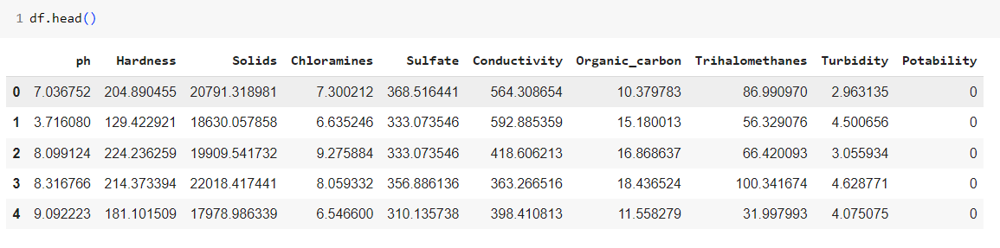 1 df.head()
ph Hardness Solids Chloramines Sulfate Conductivity Organic_carbon Trihalomethanes Turbidity Potability
0 7.036752 204.890455 20791.318981 7.300212 368.516441 564.308654 10.379783 86.990970 2.963135 0
1 3.716080 129.422921 18630.057858 6.635246 333.073546 592.885359 15.180013 56.329076 4.500656 0
2 8.099124 224.236259 19909.541732 9.275884 333.073546 418.606213 16.868637 66.420093 3.055934 0
3 8.316766 214.373394 22018.417441 8.059332 356.886136 363.266516 18.436524 100.341674 4.628771 0
4 9.092223 181.101509 17978.986339 6.546600 310.135738 398.410813 11.558279 31.997993 4.075075 0